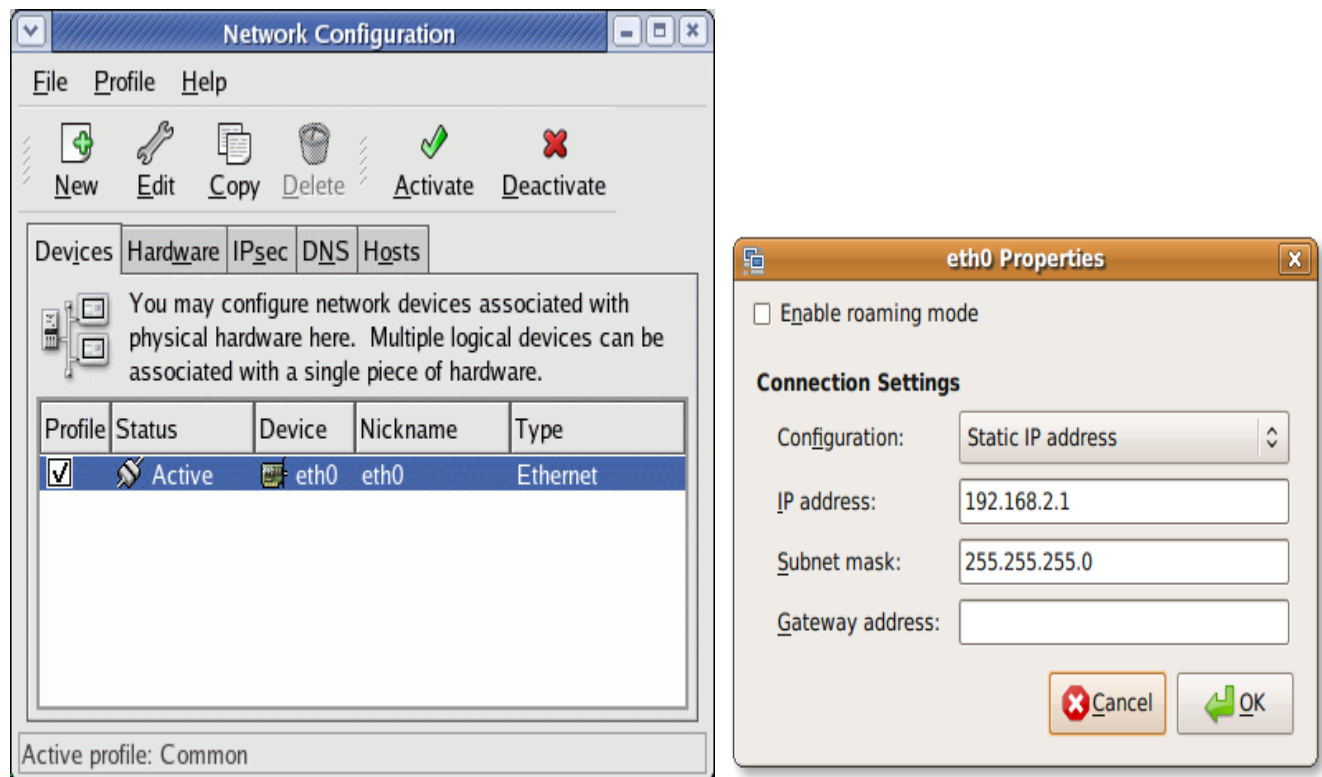 Network Configuration
File Profile Help
New Edit Copy Delete Activate Deactivate
Devices Hardware IPsec DNS Hosts
You may configure network devices associated with
physical hardware here. Multiple logical devices can be
associated with a single piece of hardware.
Profile Status Device Nickname Type
Active eth0 eth0 Ethernet
Active profile: Common
eth0 Properties
Enable roaming mode
Connection Settings
Configuration: Static IP address
IP address: 192.168.2.1
Subnet mask: 255.255.255.0
Gateway address:
Cancel OK